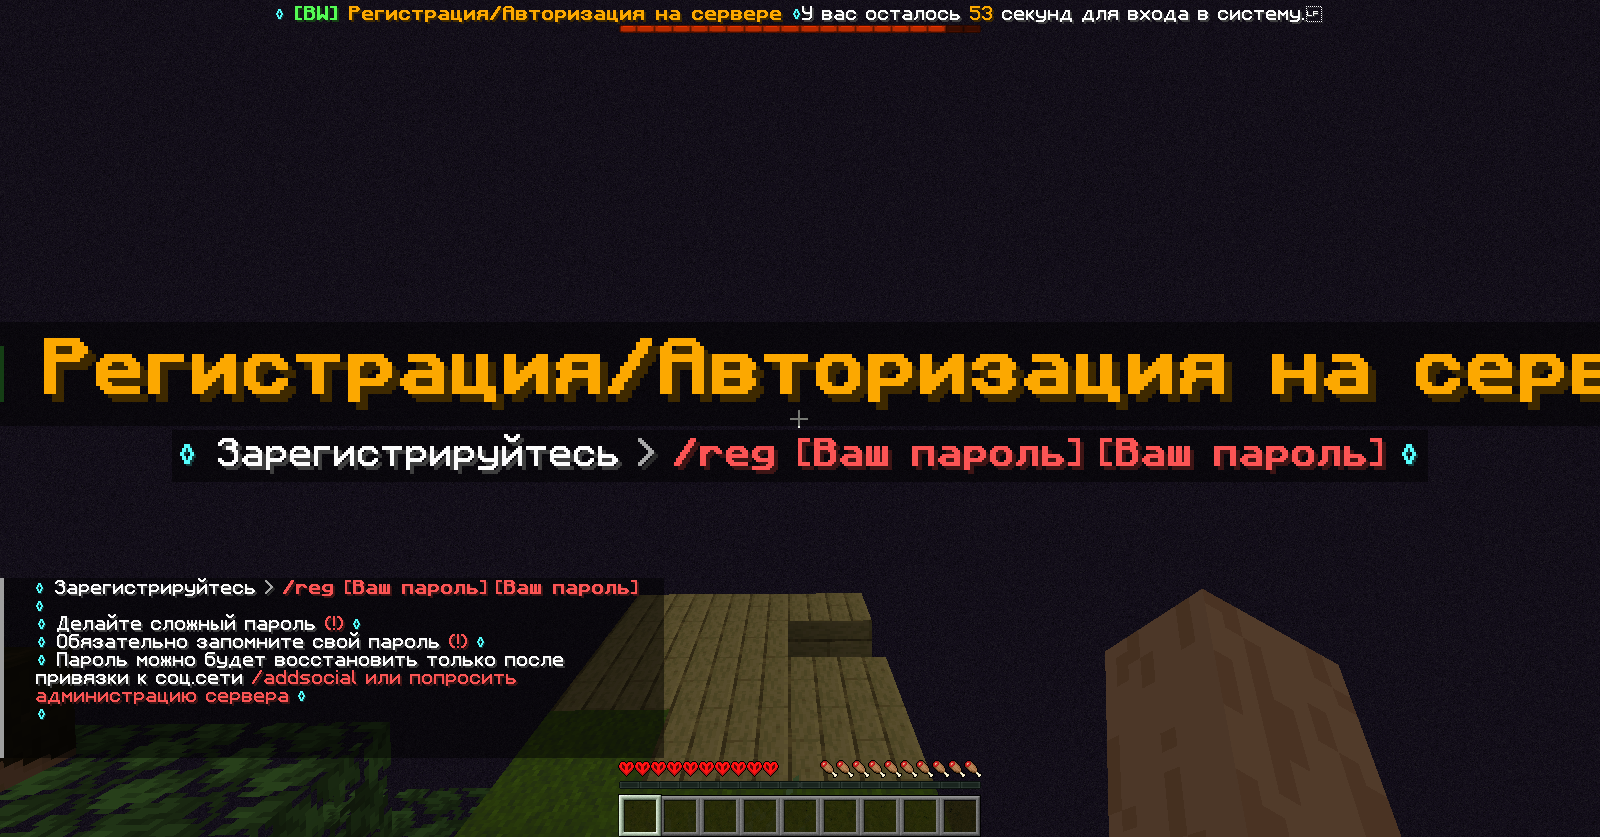 [BW] Регистрация/Авторизация на сервере У вас осталось 53 секунд для входа в систему.
Регистрация/Авторизация на серв
Зарегистрируйтесь > /reg [Ваш пароль] [Ваш пароль]
Зарегистрируйтесь > /reg [Ваш пароль] [Ваш пароль]
Делайте сложный пароль (!)
Обязательно запомните свой пароль (!)
Пароль можно будет восстановить только после
привязки к соц.сети /addsocial или попросить
администрацию сервера